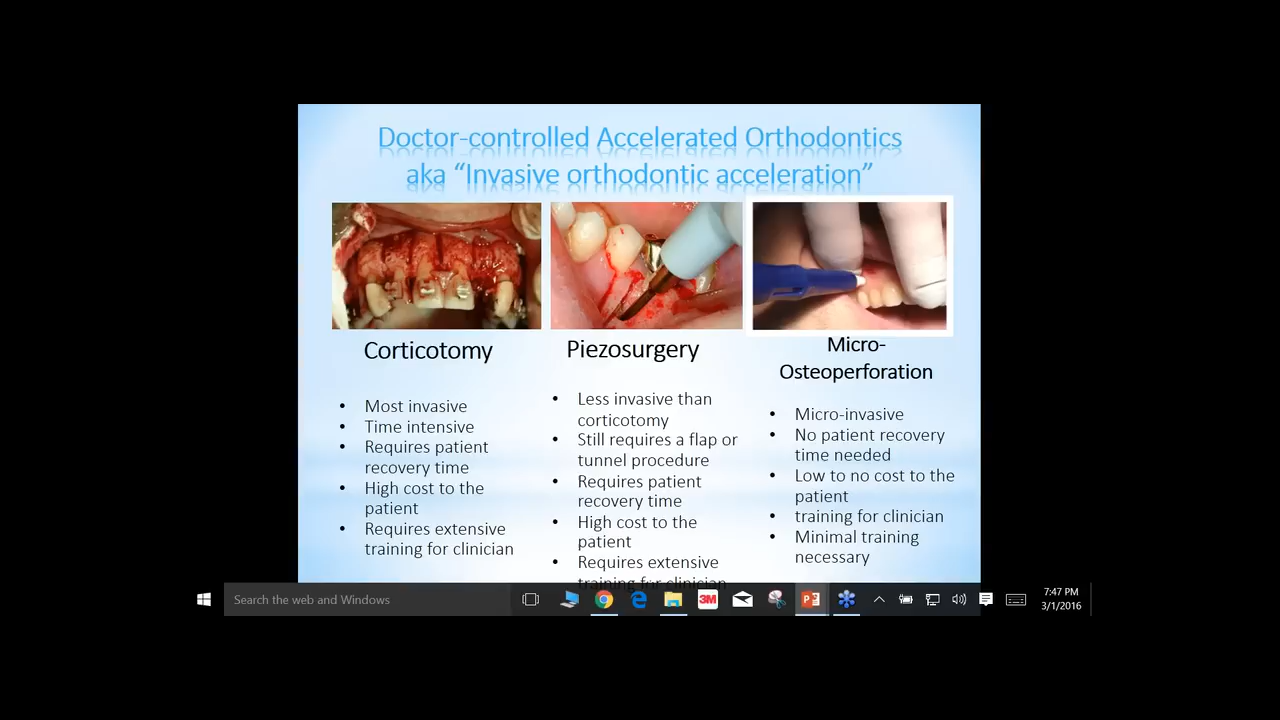 Doctor-controlled Accelerated Orthodontics
aka “Invasive orthodontic acceleration”
Corticotomy
• Most invasive
• Time intensive
• Requires patient
recovery time
• High cost to the
patient
• Requires extensive
training for clinician
Piezosurgery
• Less invasive than
corticotomy
• Still requires a flap or
tunnel procedure
• Requires patient
recovery time
• High cost to the
patient
• Requires extensive
training for clinician
Micro-
Osteoperforation
• Micro-invasive
• No patient recovery
time needed
• Low to no cost to the
patient
• training for clinician
• Minimal training
necessary
Search the web and Windows
3M
7:47 PM
3/1/2016